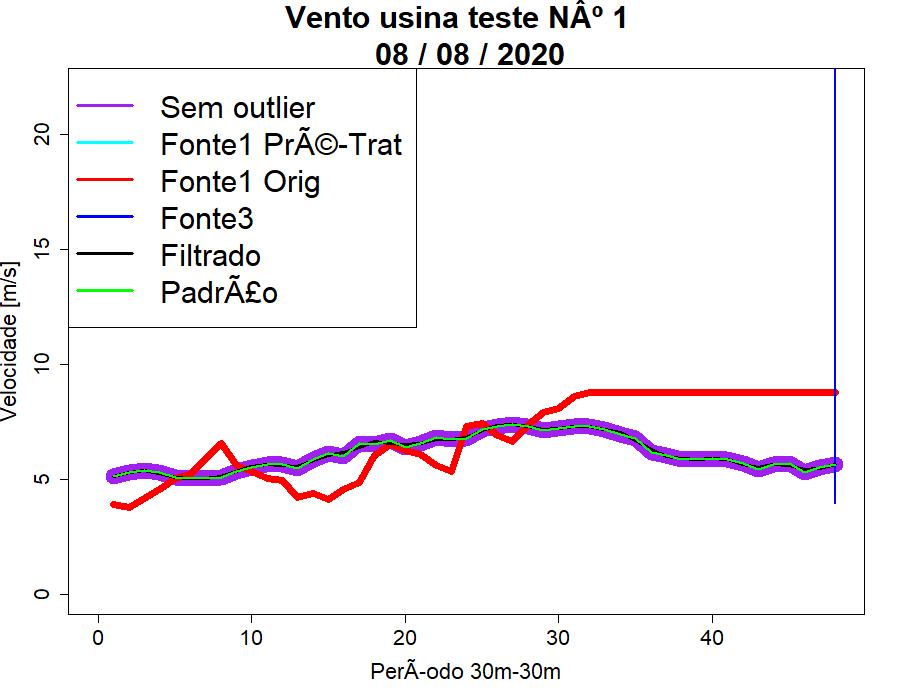 Vento usina teste NÂº 1
08 / 08 / 2020
Sem outlier
Fonte1 PrÃ©-Trat
Fonte1 Orig
Fonte3
Filtrado
PadrÃ£o
Velocidade [m/s]
20
15
10
5
0
0 10 20 30 40
PerÃ-odo 30m-30m